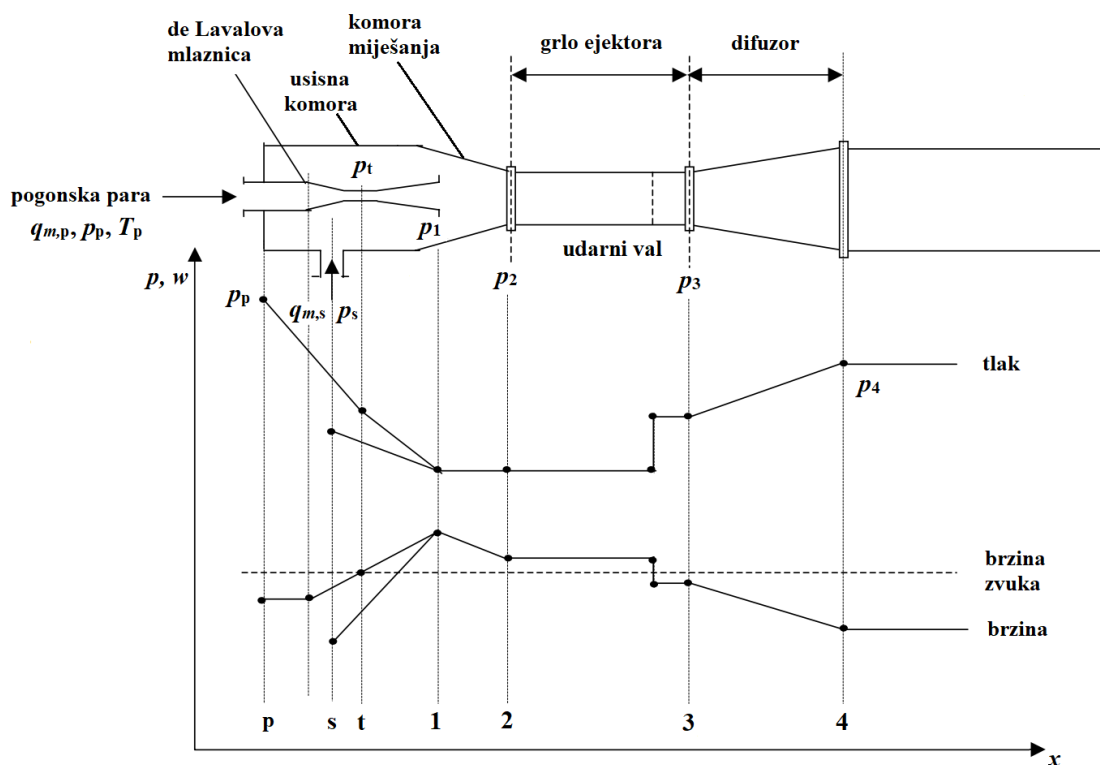 de Lavalova
mlaznica
komora
miješanja
grlo ejektora
difuzor
usisna
komora
pt
pogonska para
qm,p, pp, Tp
p1
udarni val
p, w
p2
p3
pp
qm,s
ps
tlak
p4
brzina
zvuka
brzina
p
s
t
1
2
3
4
x